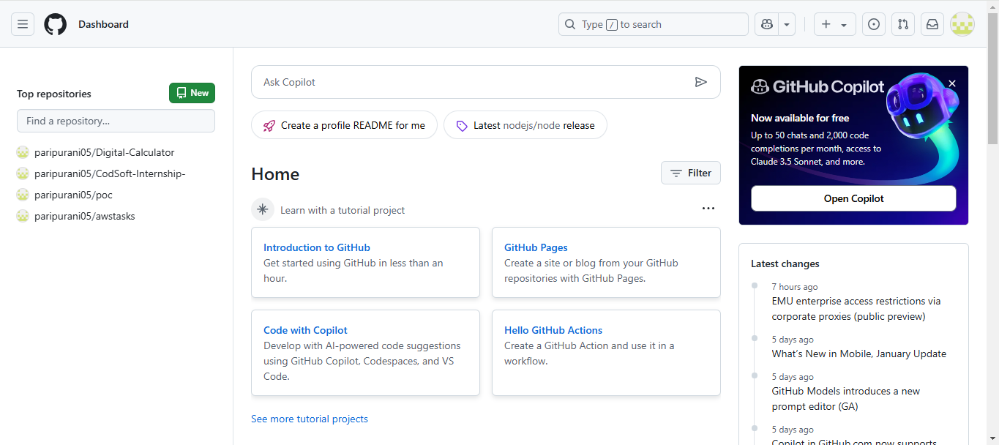 Dashboard
Type / to search
Top repositories
New
Find a repository...
paripurani05/Digital-Calculator
paripurani05/CodSoft-Internship-
paripurani05/poc
paripurani05/awstasks
Ask Copilot
Create a profile README for me
Latest nodejs/node release
Home
Filter
Learn with a tutorial project
Introduction to GitHub
Get started using GitHub in less than an
hour.
GitHub Pages
Create a site or blog from your GitHub
repositories with GitHub Pages.
Code with Copilot
Develop with AI-powered code suggestions
using GitHub Copilot, Codespaces, and VS
Code.
Hello GitHub Actions
Create a GitHub Action and use it in a
workflow.
See more tutorial projects
GitHub Copilot
Now available for free
Up to 50 chats and 2,000 code
completions per month, access to
Claude 3.5 Sonnet, and more.
Open Copilot
Latest changes
7 hours ago
EMU enterprise access restrictions via
corporate proxies (public preview)
5 days ago
What's New in Mobile, January Update
5 days ago
GitHub Models introduces a new
prompt editor (GA)
5 days ago
Copilot in GitHub.com now supports